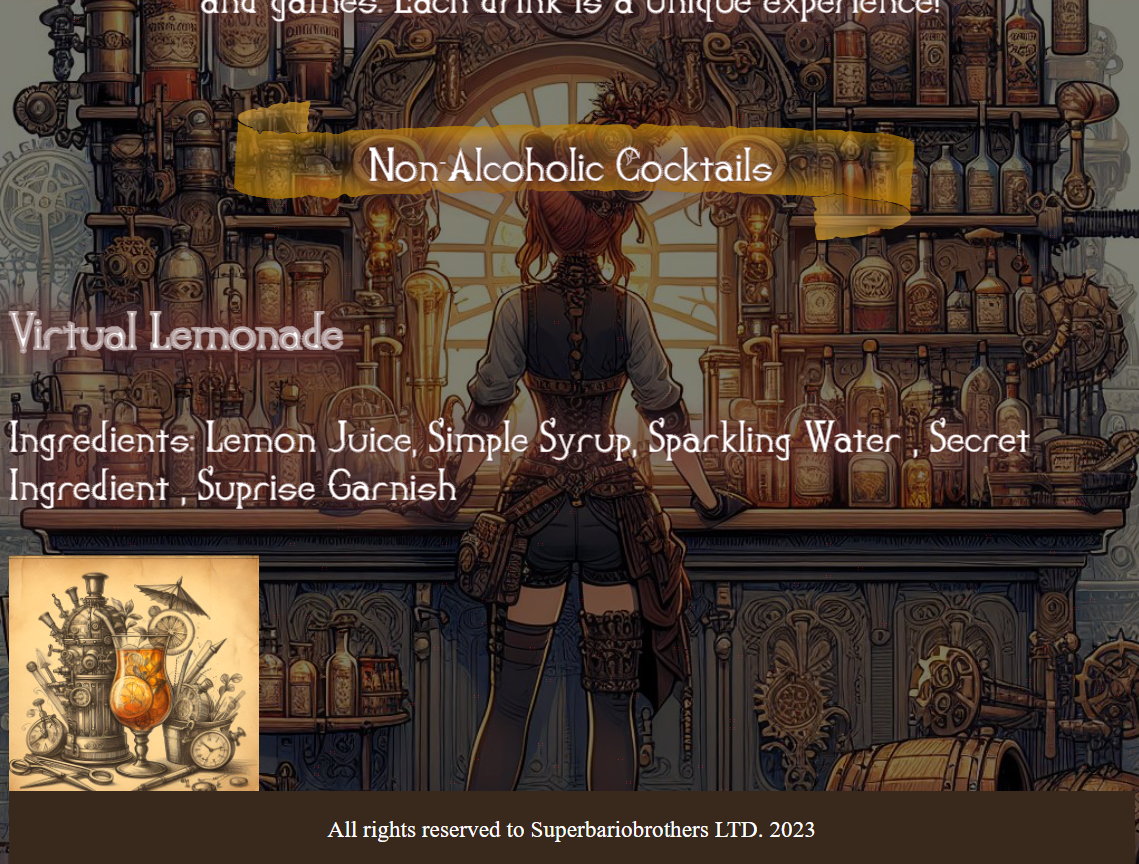 and games. Each drink is a unique experience!
Non-Alcoholic Cocktails
Virtual Lemonade
Ingredients: Lemon Juice, Simple Syrup, Sparkling Water , Secret
Ingredient , Suprise Garnish
All rights reserved to Superbariobrothers LTD. 2023